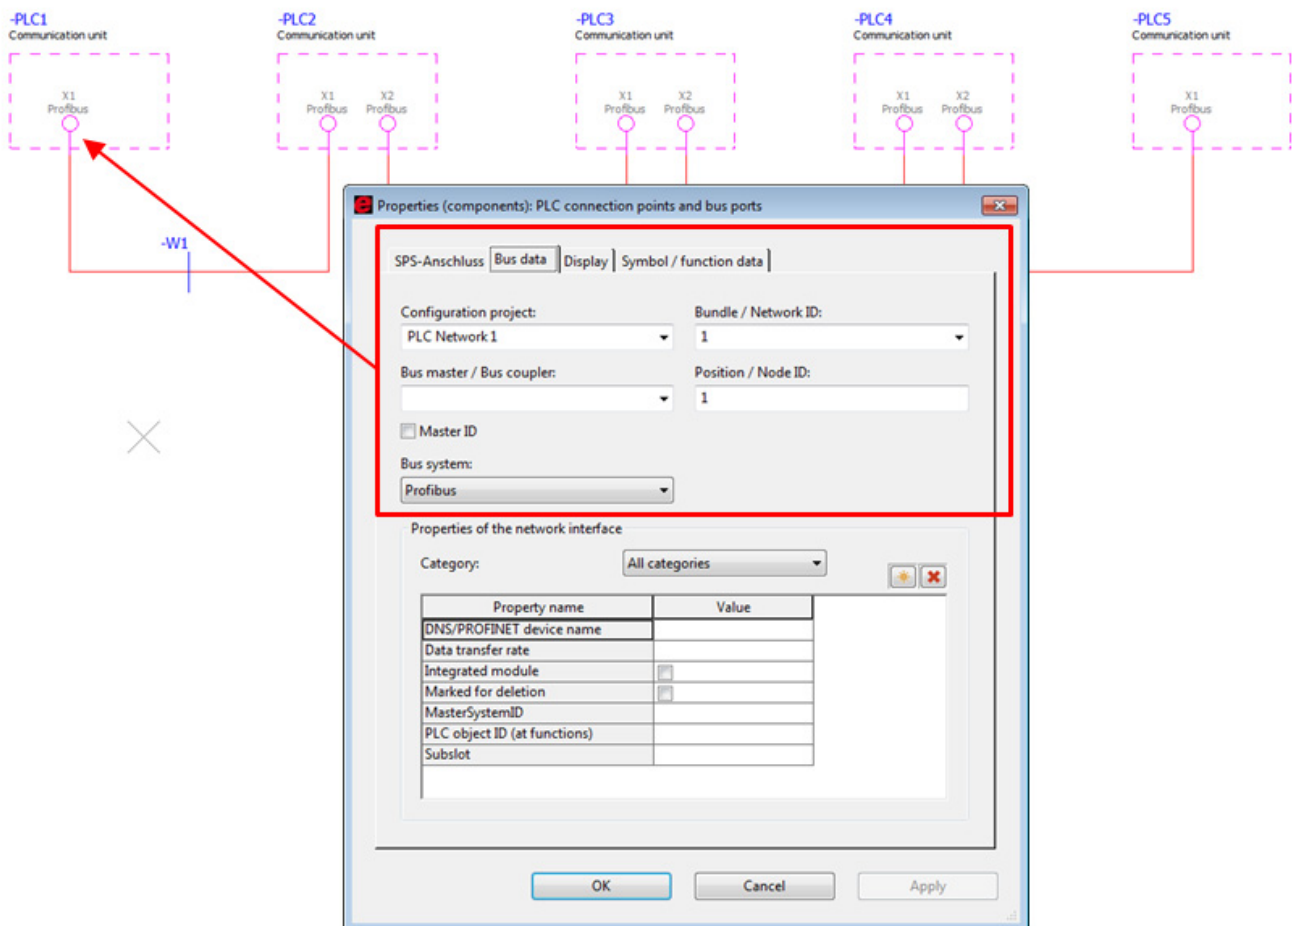 -PLC1 -PLC2 -PLC3 -PLC4 -PLC5
Communication unit Communication unit Communication unit Communication unit Communication unit
X1 X1 X2 X1 X2 X1 X2 X1
Profibus Profibus Profibus Profibus Profibus Profibus Profibus Profibus
-W1
Properties (components): PLC connection points and bus ports
SPS-Anschluss Bus data Display Symbol / function data
Configuration project: Bundle / Network ID:
PLC Network 1 1
Bus master / Bus coupler: Position / Node ID:
1
Master ID
Bus system:
Profibus
Properties of the network interface
Category: All categories
Property name Value
DNS/PROFINET device name
Data transfer rate
Integrated module
Marked for deletion
MasterSystemID
PLC object ID (at functions)
Subslot
OK Cancel Apply